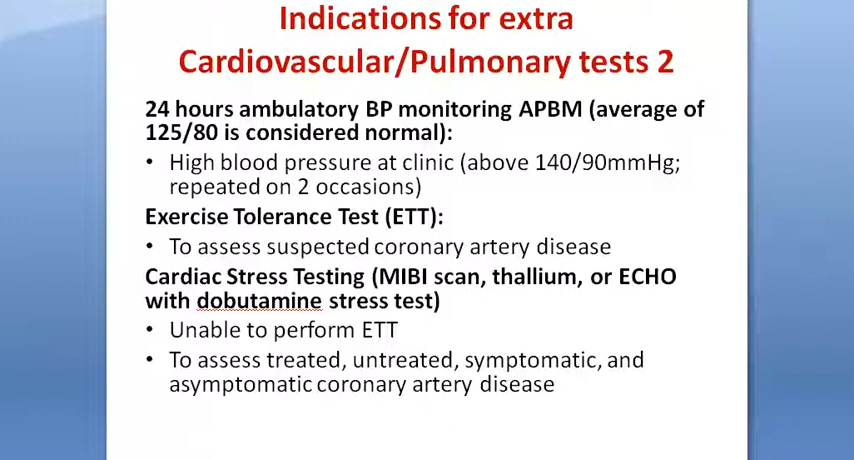 Indications for extra
Cardiovascular/Pulmonary tests 2
24 hours ambulatory BP monitoring APBM (average of
125/80 is considered normal):
• High blood pressure at clinic (above 140/90mmHg;
repeated on 2 occasions)
Exercise Tolerance Test (ETT):
• To assess suspected coronary artery disease
Cardiac Stress Testing (MIBI scan, thallium, or ECHO
with dobutamine stress test)
• Unable to perform ETT
• To assess treated, untreated, symptomatic, and
asymptomatic coronary artery disease